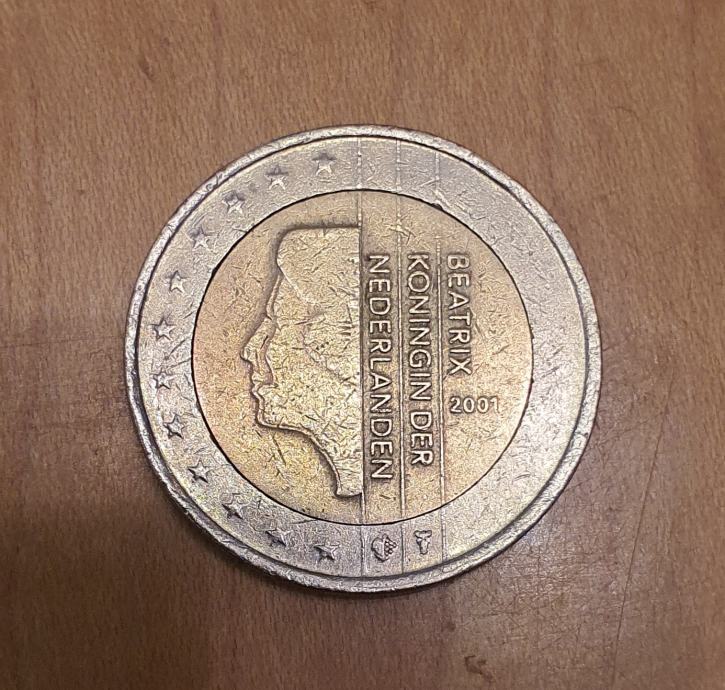 BEATRIX
KONINGIN DER
NEDERLANDEN
2001